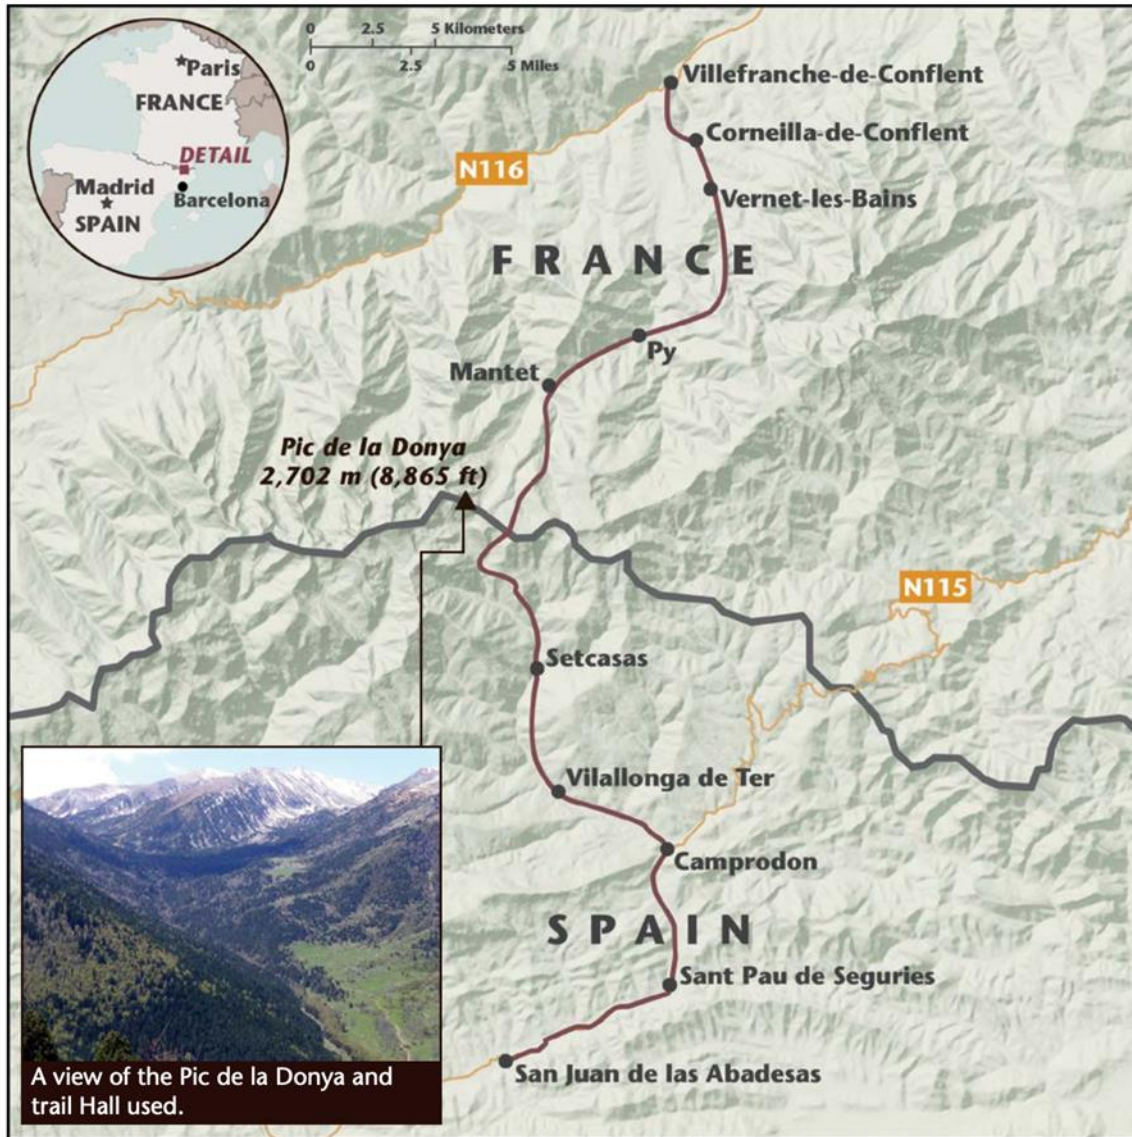 Paris
FRANCE
DETAIL
Madrid
Barcelona
SPAIN
0 2.5 5 Kilometers
0 2.5 5 Miles
Villefranche-de-Conflent
Corneilla-de-Conflent
N116
Vernet-les-Bains
FRANCE
Py
Mantet
Pic de la Donya
2,702 m (8,865 ft)
N115
Setcasas
Vilallonga de Ter
Camprodon
SPAIN
Sant Pau de Seguries
San Juan de las Abadesas
A view of the Pic de la Donya and
trail Hall used.